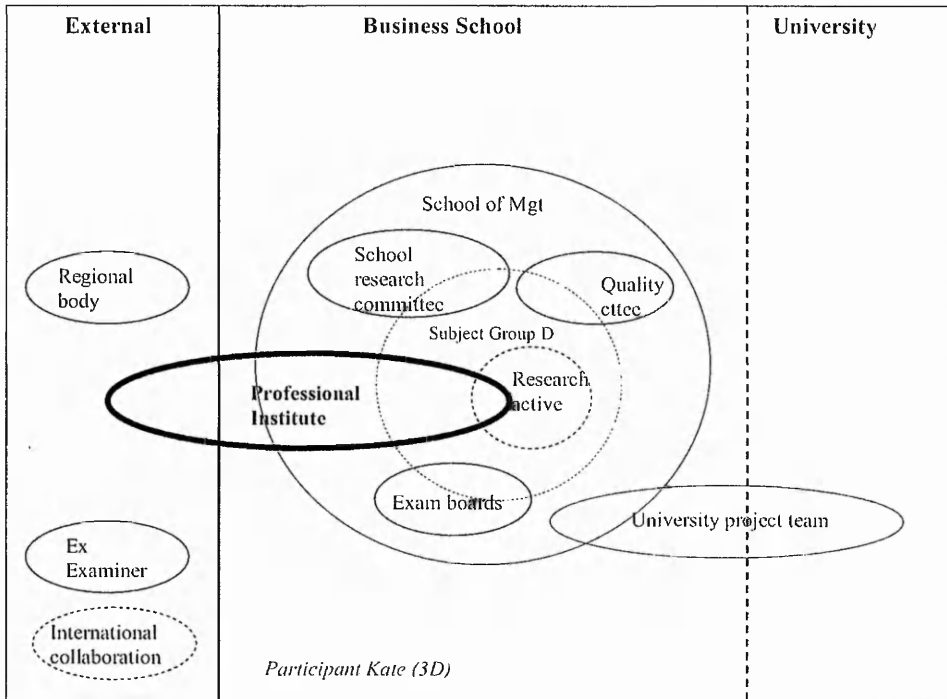 External
Business School
University
School of Mgt
School
research
committee
Quality
cttee
Regional
body
Subject Group D
Research
active
Professional
Institute
Exam boards
University project team
Ex
Examiner
International
collaboration
Participant Kate (3D)